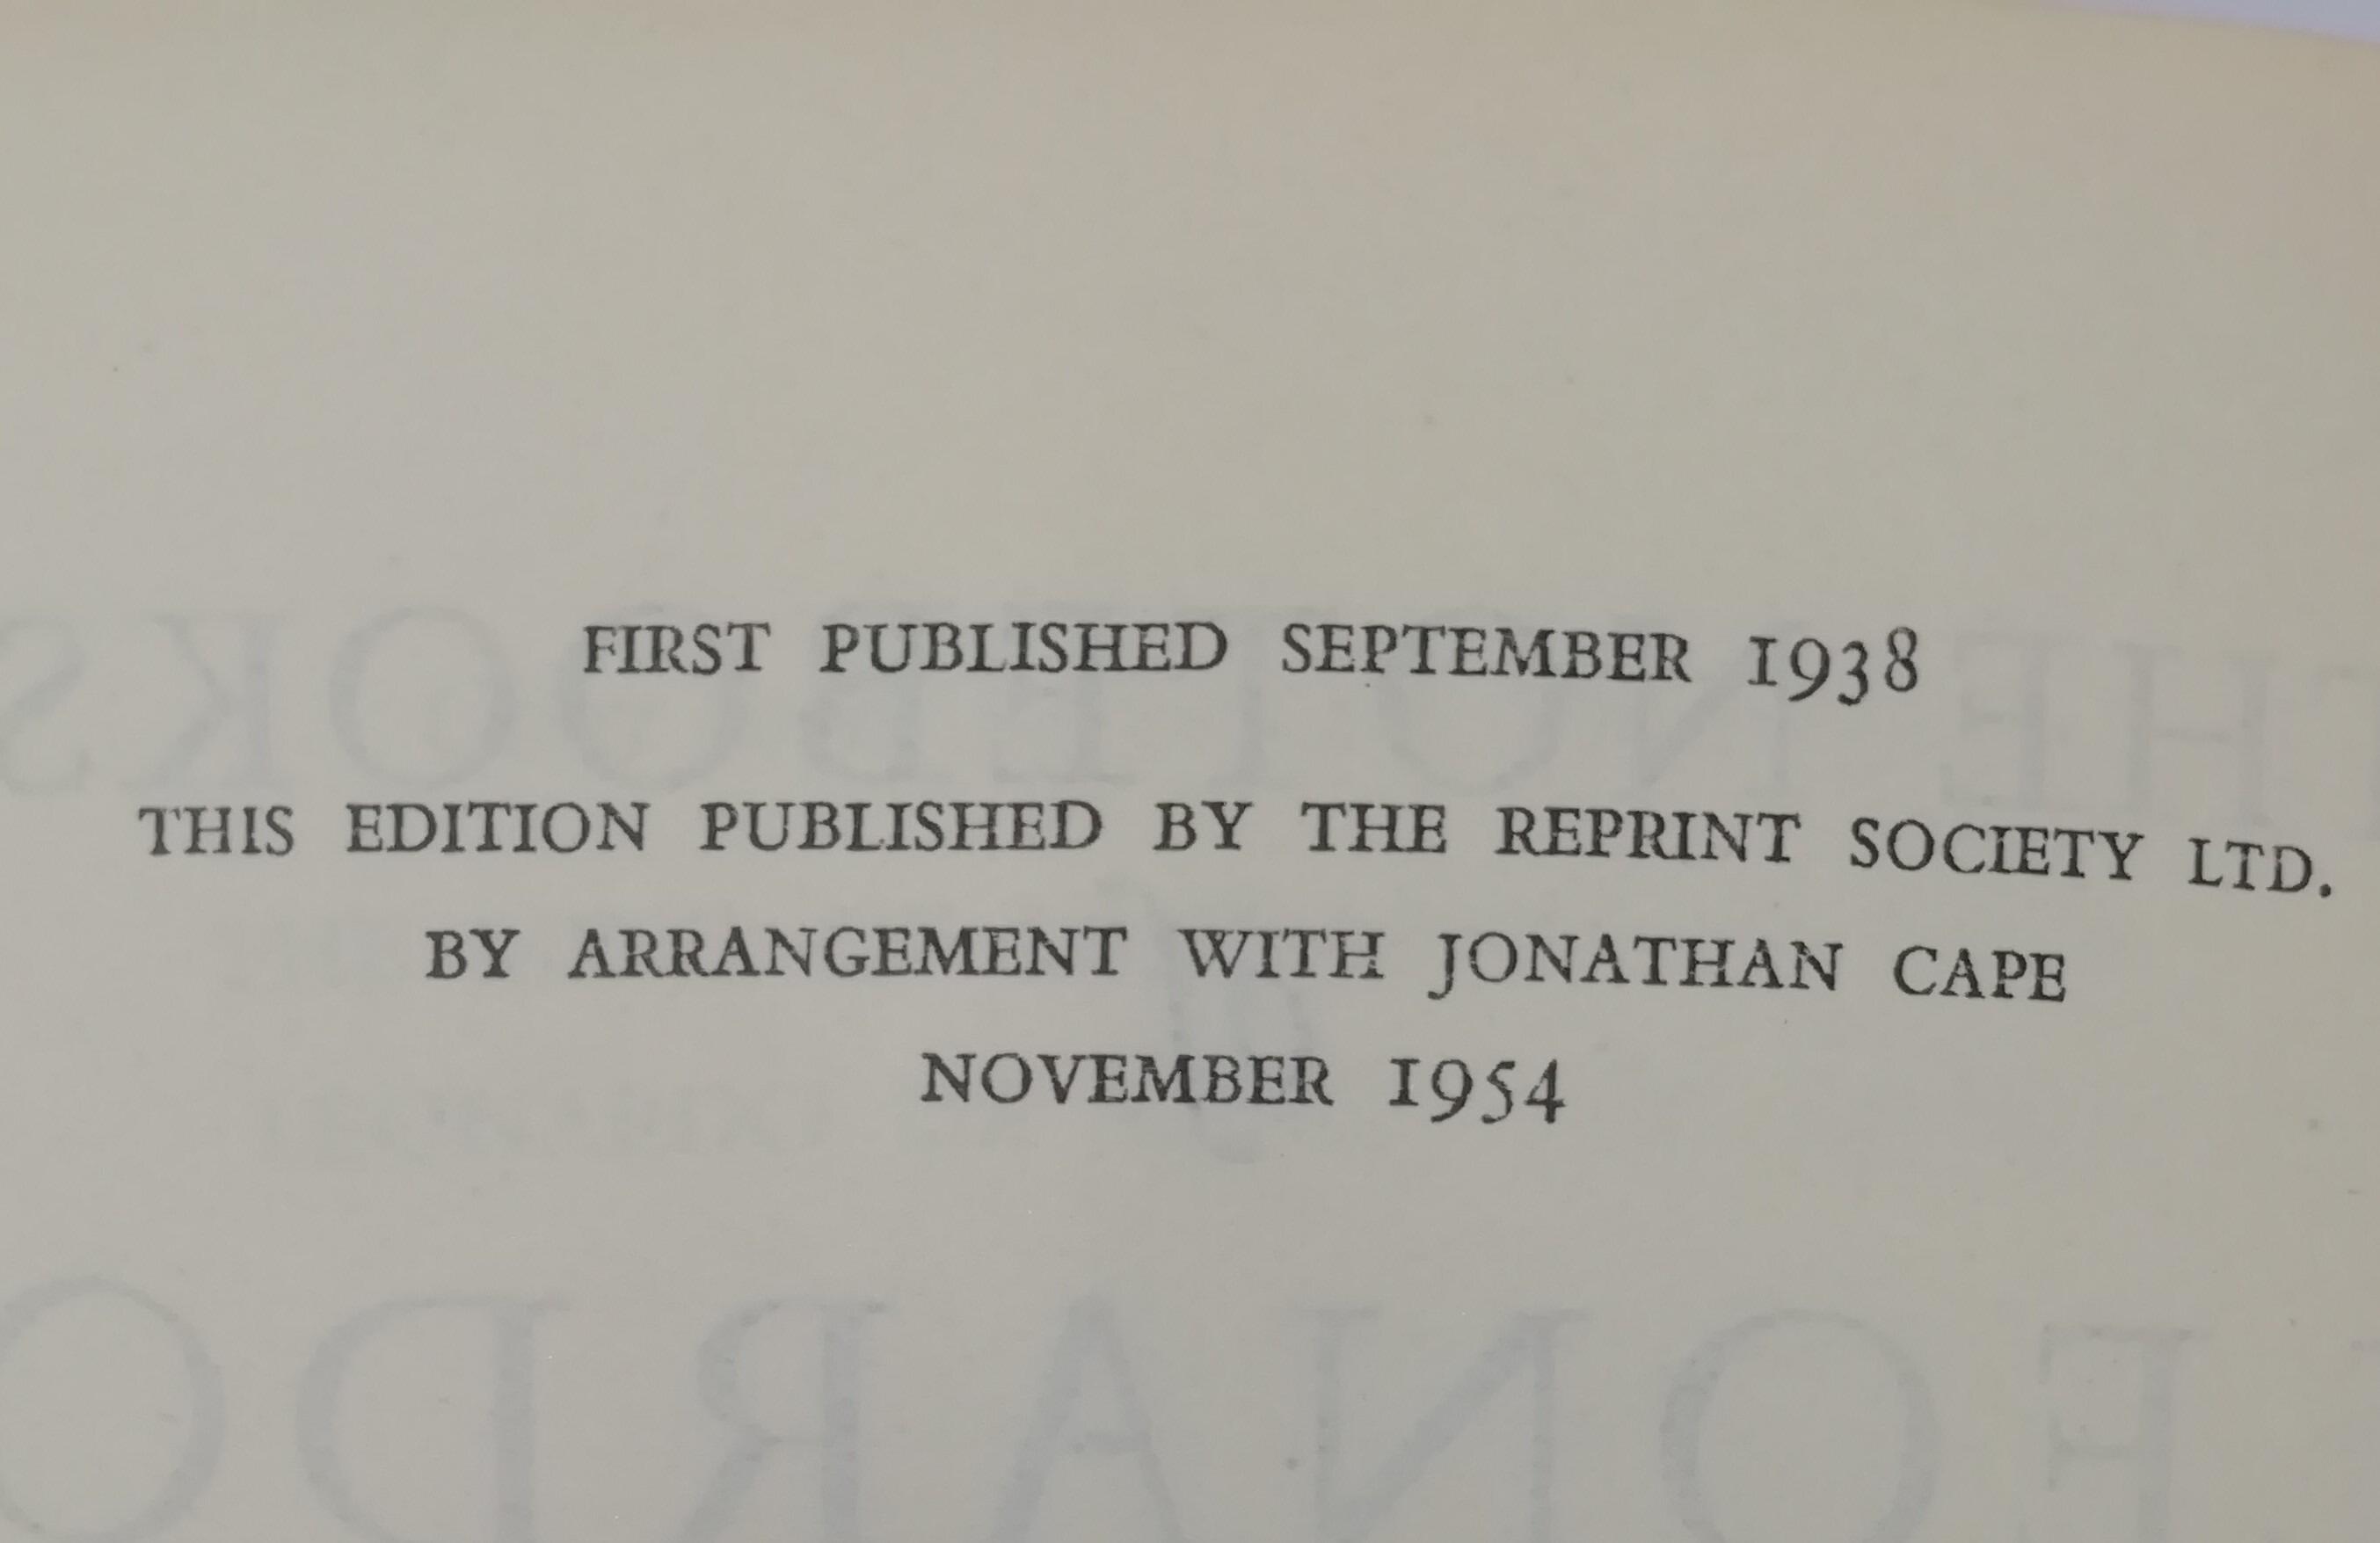 FIRST PUBLISHED SEPTEMBER 1938
THIS EDITION PUBLISHED BY THE REPRINT SOCIETY LTD.
BY ARRANGEMENT WITH JONATHAN CAPE
NOVEMBER 1954